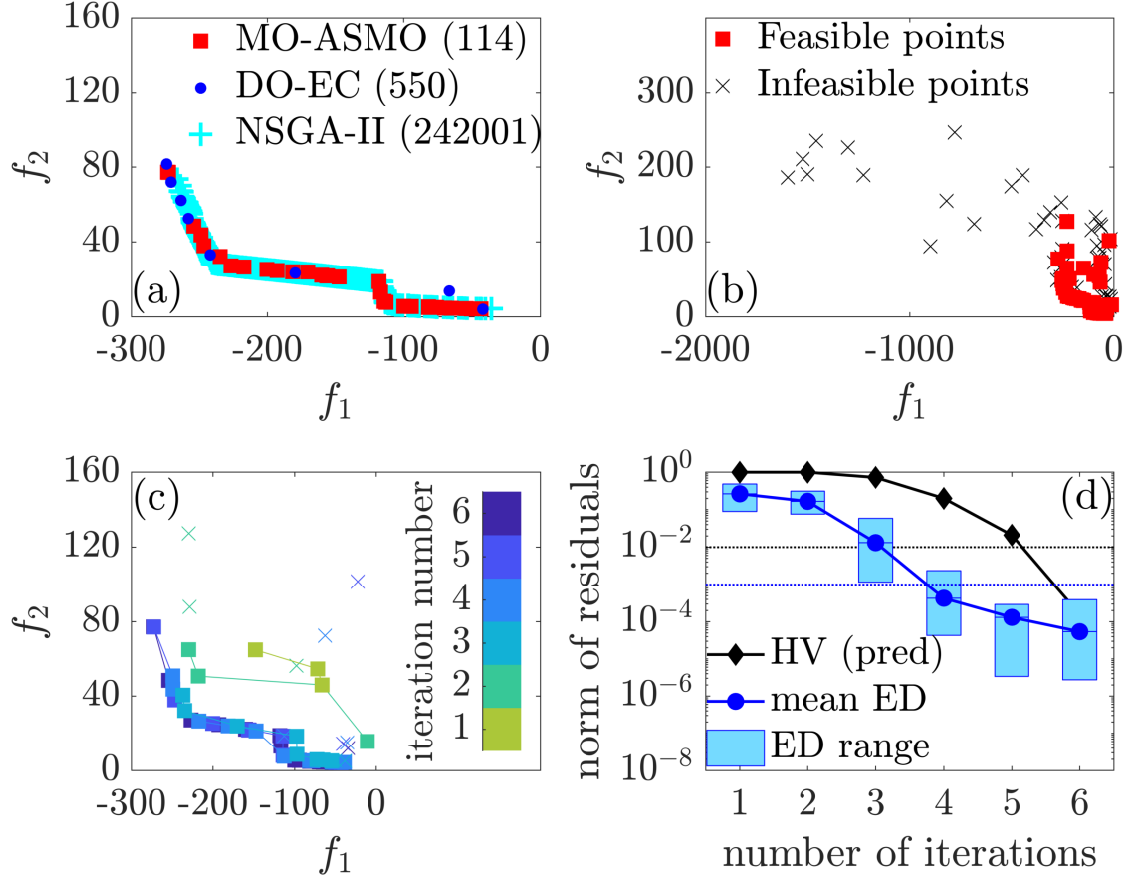 160
120
80
40
0
f₂
MO-ASMO (114)
DO-EC (550)
NSGA-II (242001)
(a)
-300
-200
-100
0
f₁
300
200
100
0
f₂
Feasible points
Infeasible points
(b)
-2000
-1000
0
f₁
160
120
80
40
0
f₂
(c)
iteration number
6
5
4
3
2
1
-300
-200
-100
0
f₁
norm of residuals
10⁰
10⁻²
10⁻⁴
10⁻⁶
10⁻⁸
(d)
HV (pred)
mean ED
ED range
1 2 3 4 5 6
number of iterations